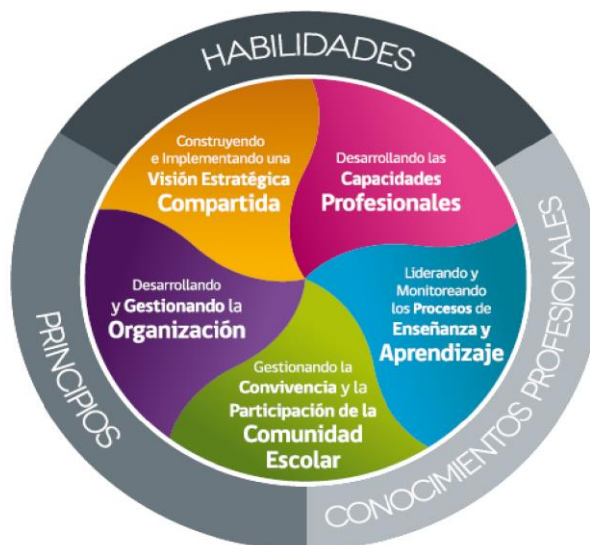 HABILIDADES
Construyendo
e Implementando una
Visión Estratégica
Compartida
Desarrollando las
Capacidades
Profesionales
Desarrollando
y Gestionando la
Organización
Liderando y
Monitoreando
los Procesos de
Enseñanza y
Aprendizaje
Gestionando la
Convivencia y la
Participación de la
Comunidad
Escolar
PRINCIPIOS
CONOCIMIENTOS PROFESIONALES